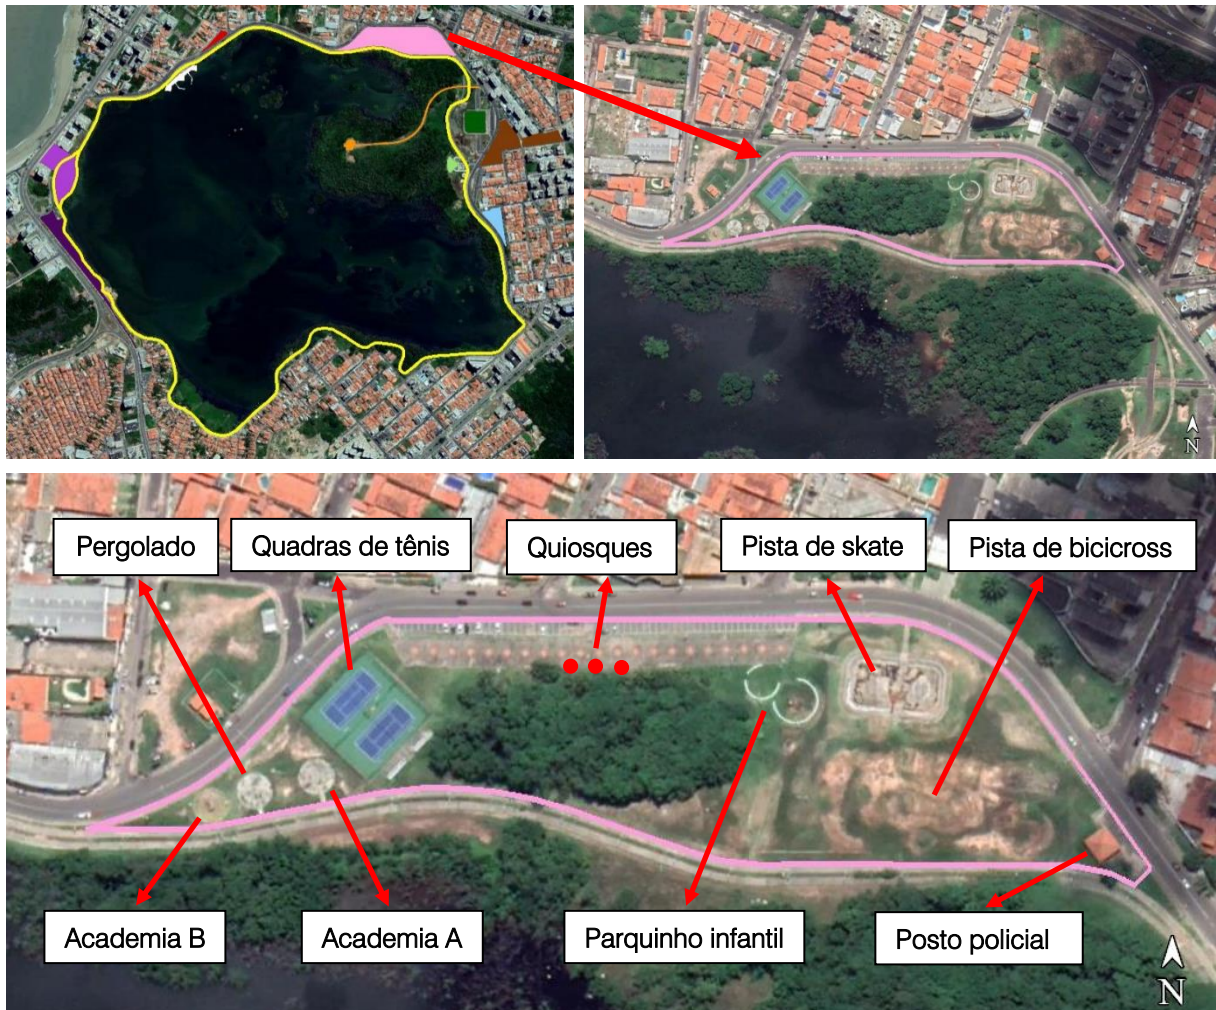 N
Pergolado
Quadras de tênis
Quiosques
Pista de skate
Pista de bicicross
Academia B
Academia A
Parquinho infantil
Posto policial
N